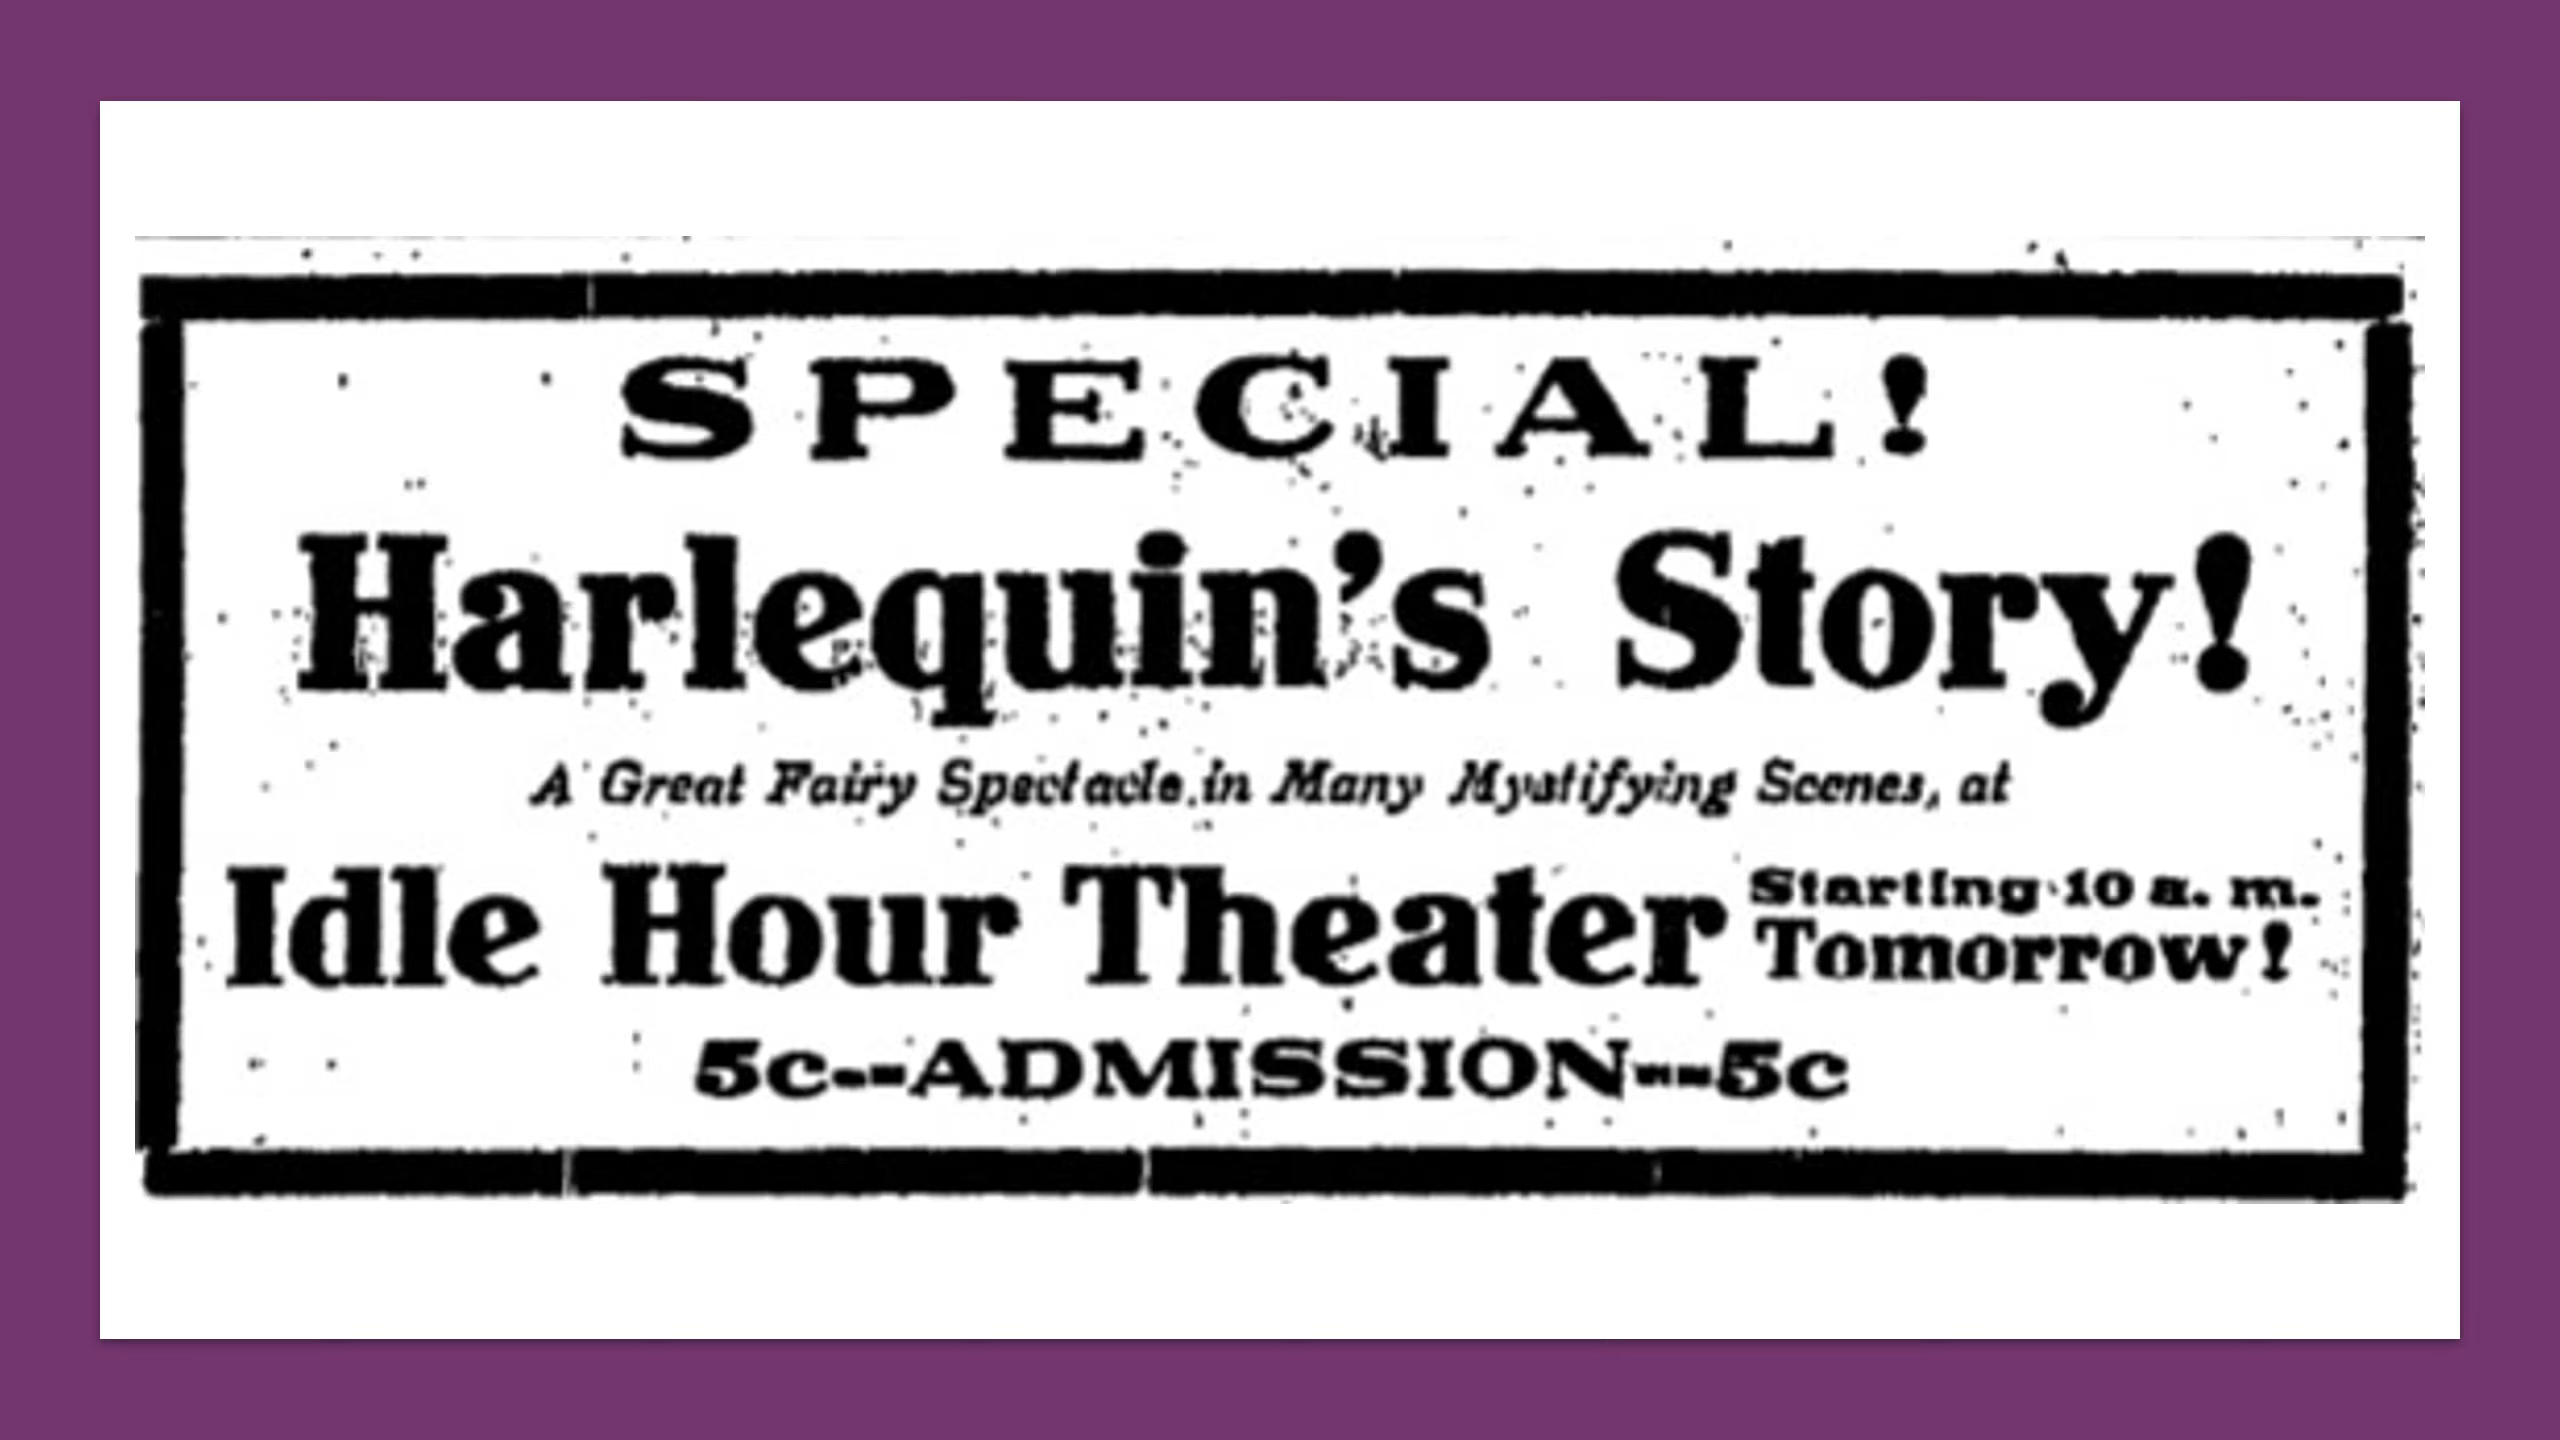 SPECIAL!
Harlequin's Story!
A Great Fairy Spectacle in Many Mystifying Scenes, at
Idle Hour Theater
Starting 10 a. m.
Tomorrow!
5c--ADMISSION--5c